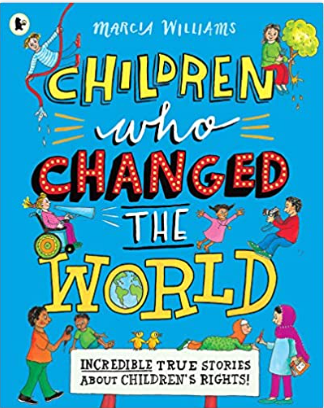 MARCIA WILLIAMS
CHILDREN
who
CHANGED
THE
WORLD
INCREDIBLE TRUE STORIES
ABOUT CHILDREN'S RIGHTS!